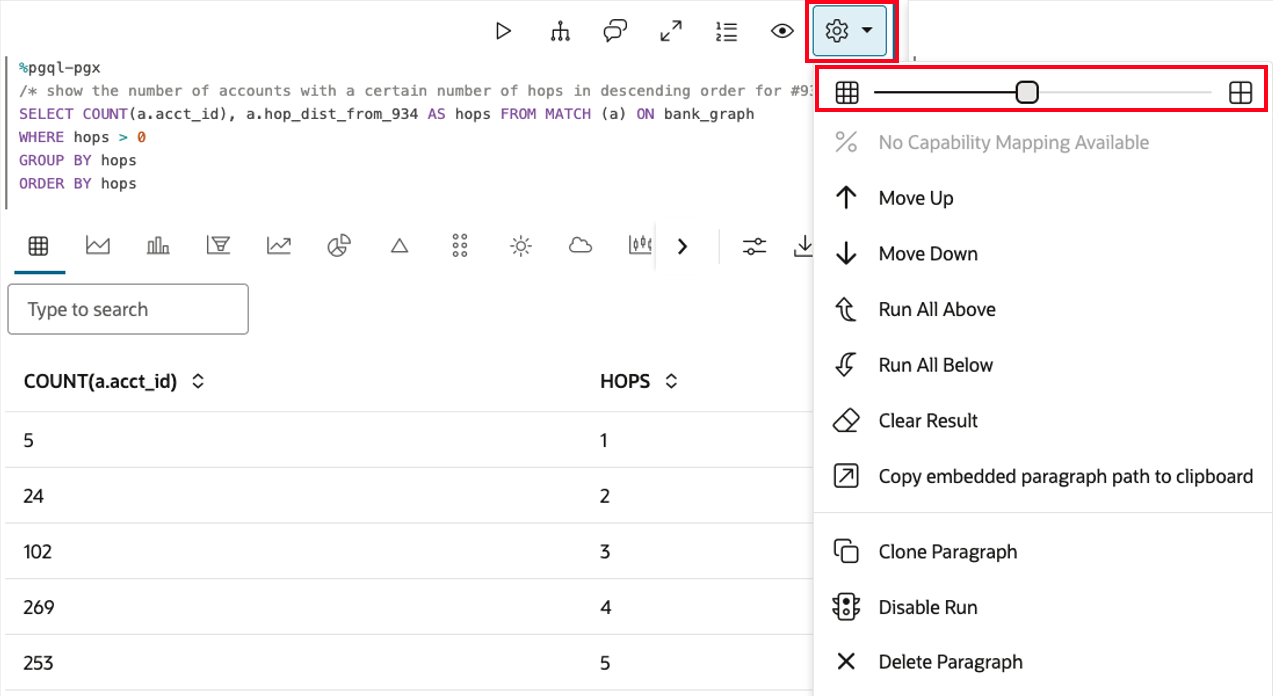 %pgql-pgx
/* show the number of accounts with a certain number of hops in descending order for #93
SELECT COUNT(a.acct_id), a.hop_dist_from_934 AS hops FROM MATCH (a) ON bank_graph
WHERE hops > 0
GROUP BY hops
ORDER BY hops
Type to search
COUNT(a.acct_id) HOPS
5 1
24 2
102 3
269 4
253 5
No Capability Mapping Available
Move Up
Move Down
Run All Above
Run All Below
Clear Result
Copy embedded paragraph path to clipboard
Clone Paragraph
Disable Run
Delete Paragraph